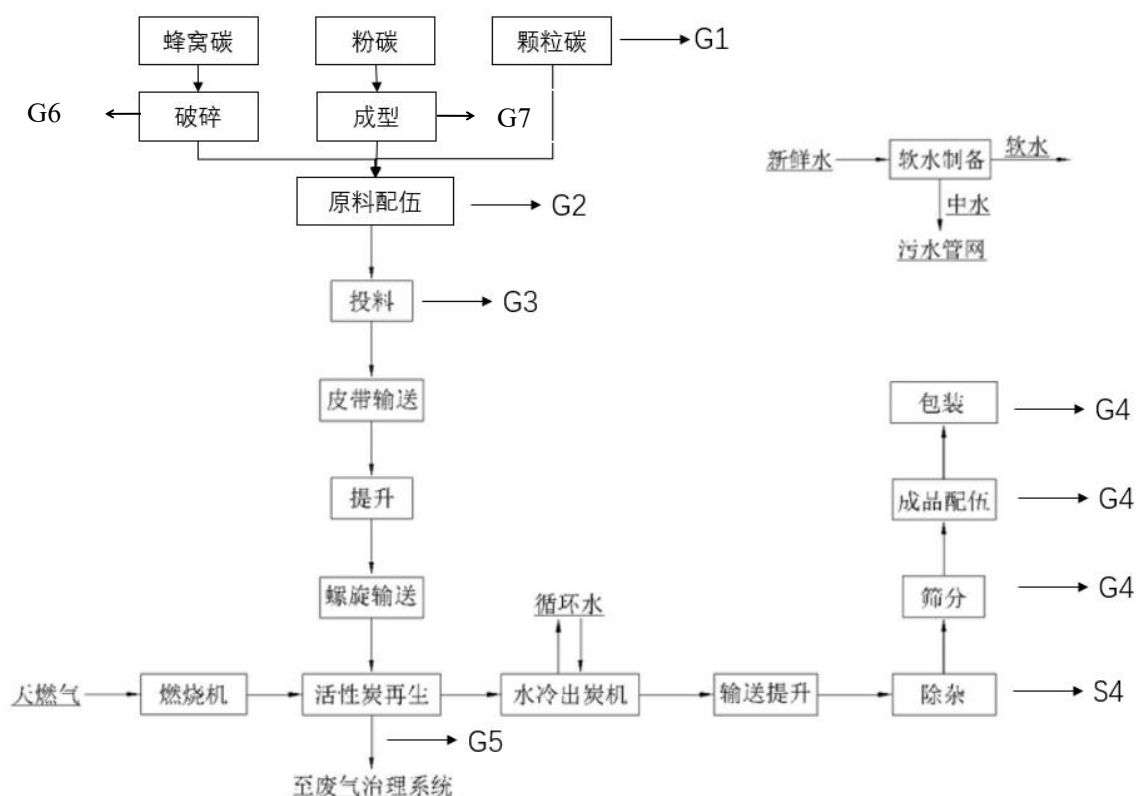 蜂窝碳
粉碳
颗粒碳
G1
G6
破碎
成型
G7
新鲜水
软水制备
软水
中水
污水管网
原料配伍
G2
投料
G3
皮带输送
包装
G4
提升
成品配伍
G4
螺旋输送
循环水
筛分
G4
天燃气
燃烧机
活性炭再生
水冷出炭机
输送提升
除杂
S4
G5
至废气治理系统